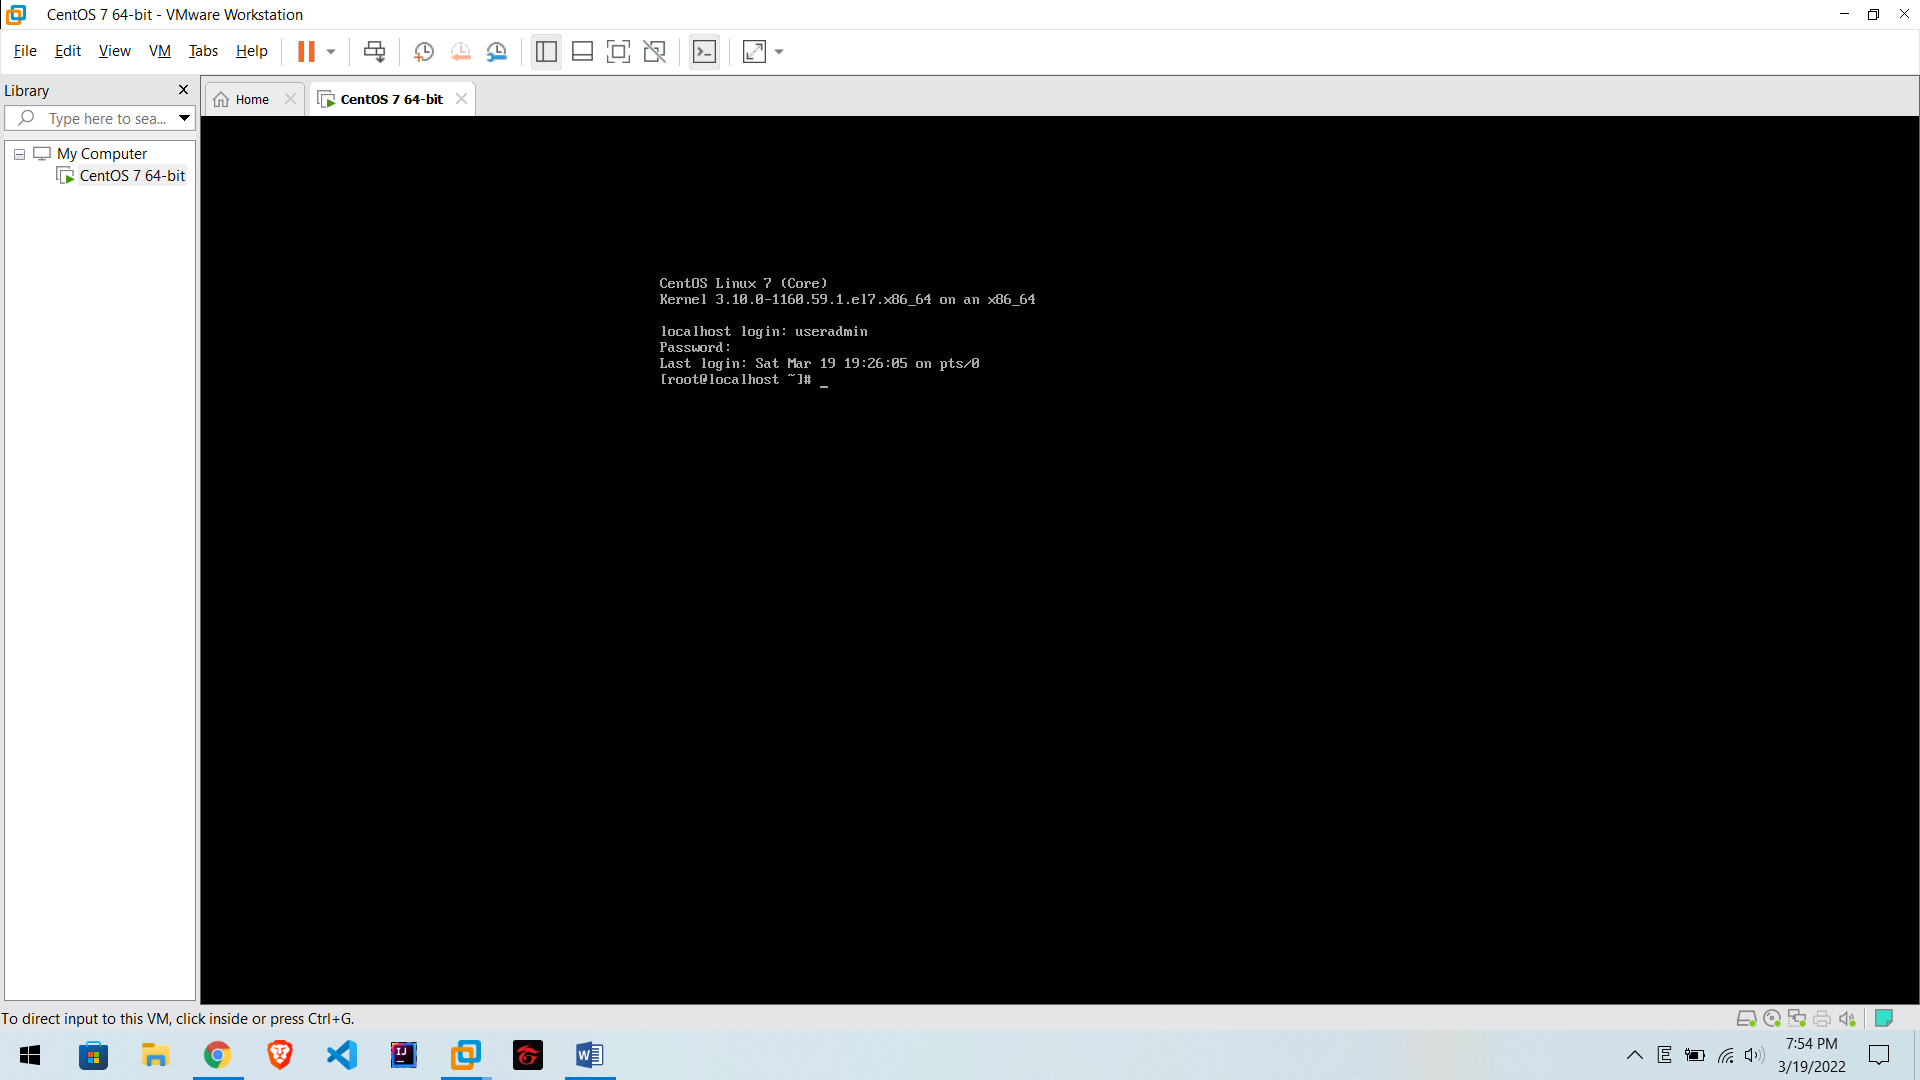 CentOS 7 64-bit - VMware Workstation
File Edit View VM Tabs Help
Library
Home
CentOS 7 64-bit
Type here to sea...
My Computer
CentOS 7 64-bit
CentOS Linux 7 (Core)
Kernel 3.10.0-1160.59.1.el7.x86_64 on an x86_64
localhost login: useradmin
Password:
Last login: Sat Mar 19 19:26:05 on pts/0
[root@localhost ~]# _
To direct input to this VM, click inside or press Ctrl+G.
IJ
W
E
7:54 PM
3/19/2022